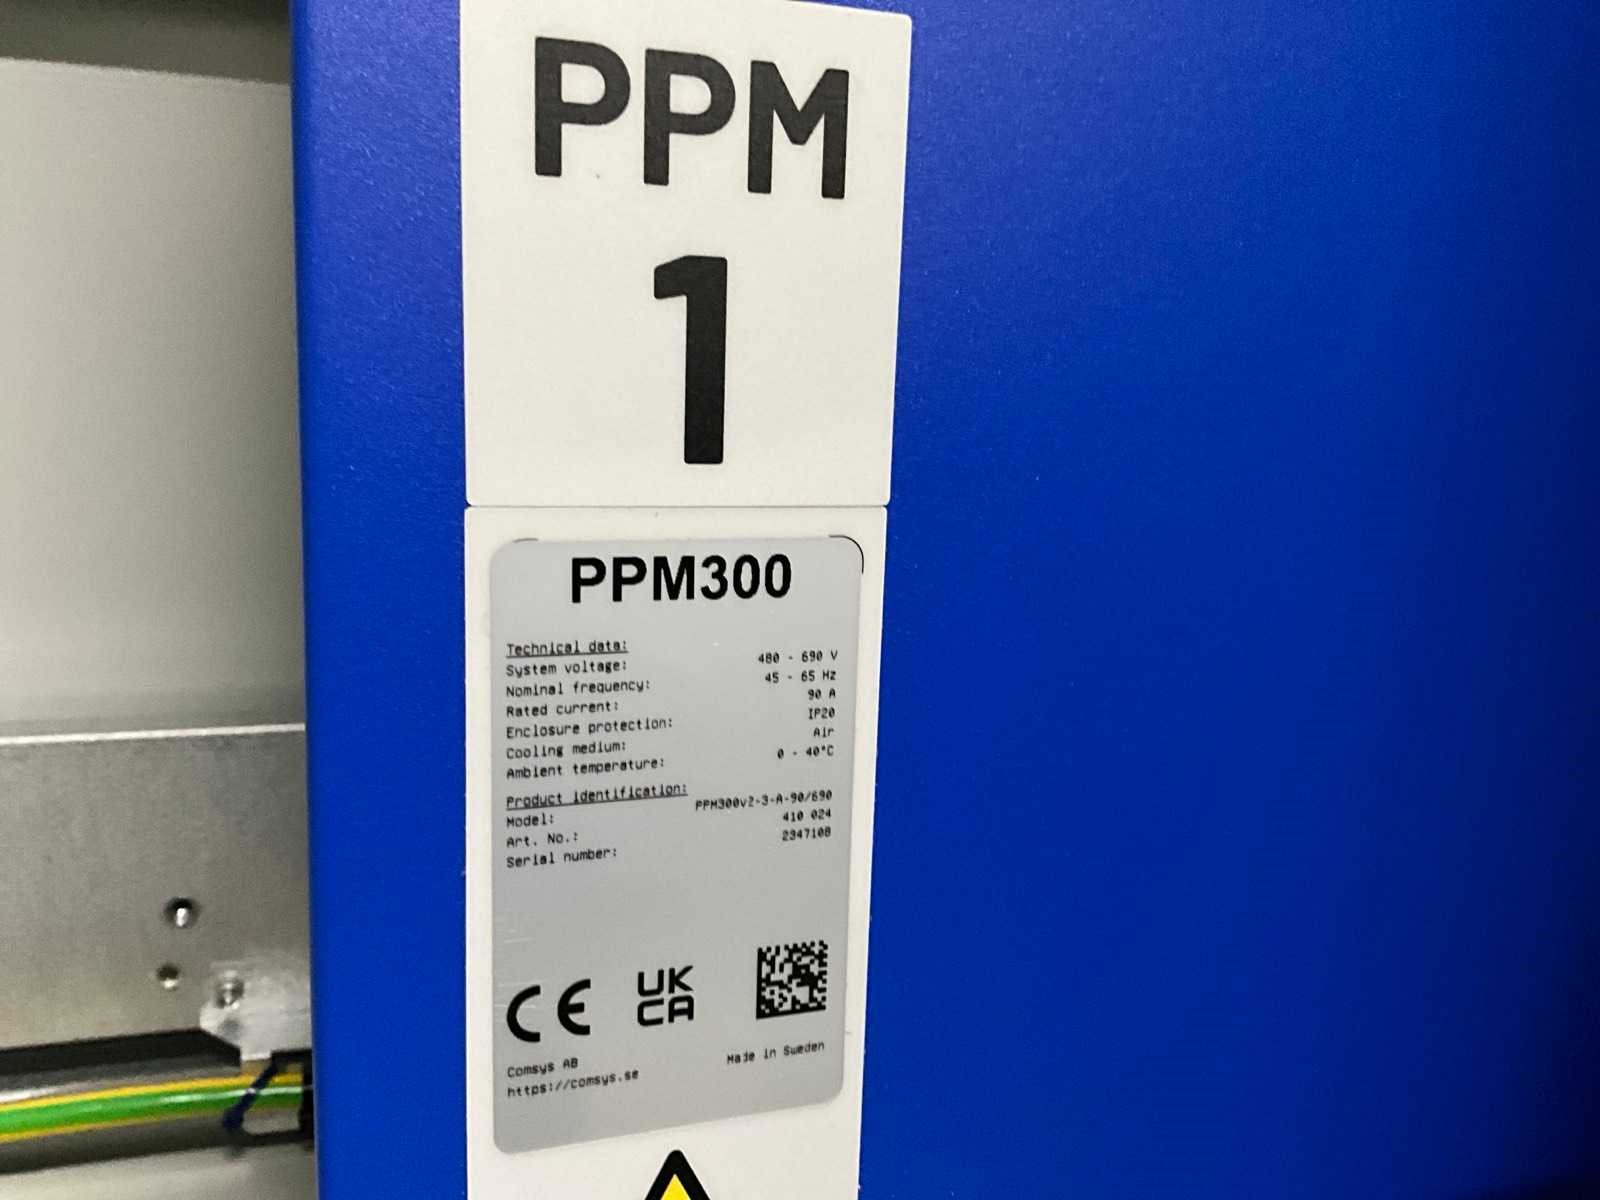 PPM
1
PPM300
Technical data:
System voltage: 480 - 690 V
Nominal frequency: 45 - 65 Hz
Rated current: 90 A
Enclosure protection: IP20
Cooling medium: Air
Ambient temperature: 0 - 40°C
Product identification:
Model: PPM300V2-3-A-90/690
Art. No.: 410 024
Serial number: 2347108
CE
UK
CA
Comsys AB
Made in Sweden
https://comsys.se